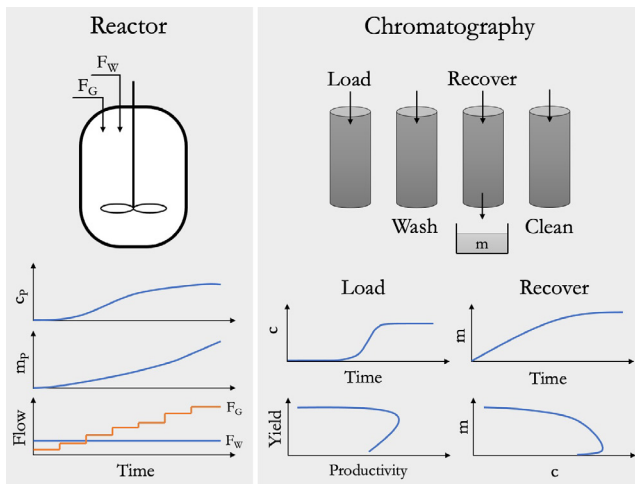 Reactor
F_W
F_G
c_P
m_P
Flow
F_G
F_W
Time
Chromatography
Load
Recover
Wash
Clean
m
Load
Recover
c
Time
m
Time
Yield
Productivity
m
c